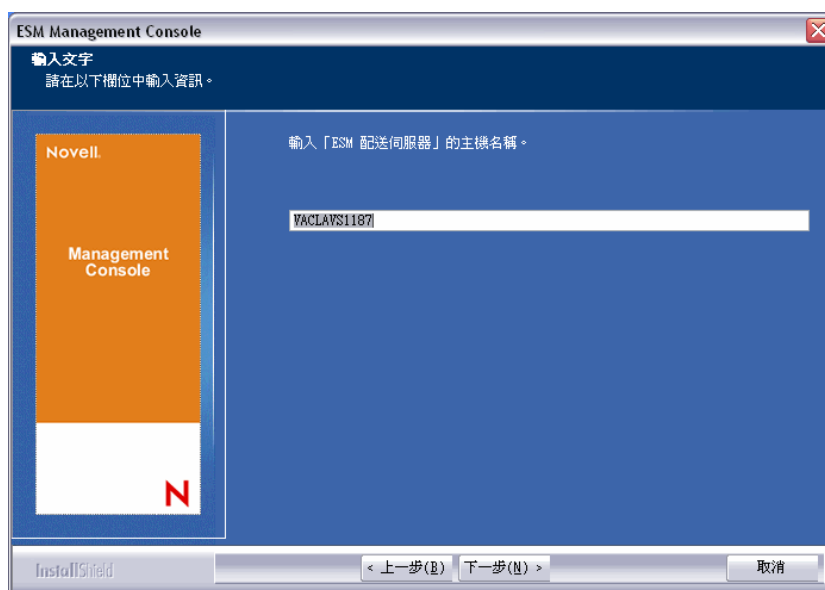 ESM Management Console
輸入文字
請在以下欄位中輸入資訊。
Novell.
Management
Console
N
輸入「ESM 配送伺服器」的主機名稱。
VACLAVS1187
InstallShield
< 上一步(B)
下一步(N) >
取消